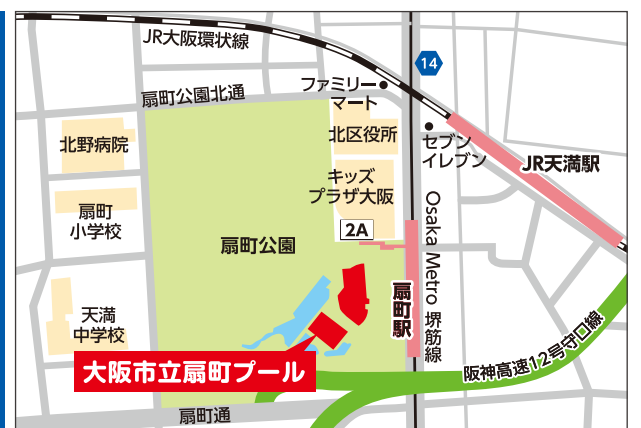 JR大阪環状線
14
ファミリー
マート
扇町公園北通
北野病院
北区役所
セブン
イレブン
JR天満駅
キッズ
プラザ大阪
扇町
小学校
2A
扇町公園
Osaka Metro 堺筋線
扇町駅
天満
中学校
大阪市立扇町プール
阪神高速12号守口線
扇町通